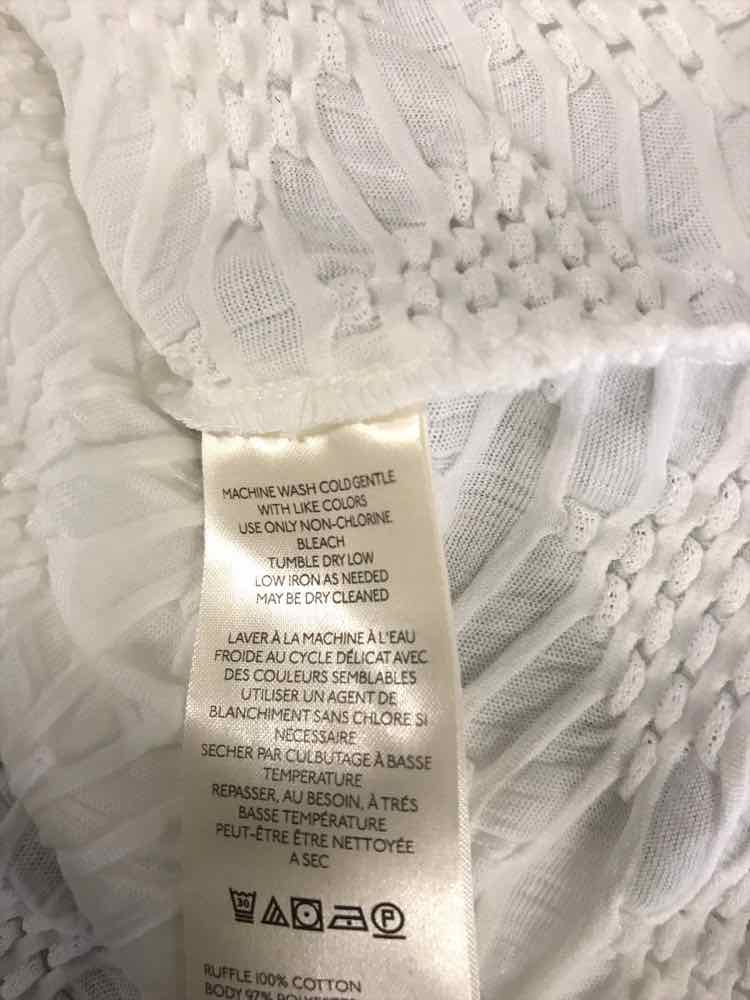 MACHINE WASH COLD GENTLE
WITH LIKE COLORS
USE ONLY NON-CHLORINE
BLEACH
TUMBLE DRY LOW
LOW IRON AS NEEDED
MAY BE DRY CLEANED
LAVER À LA MACHINE À L'EAU
FROIDE AU CYCLE DÉLICAT AVEC
DES COULEURS SEMBLABLES
UTILISER UN AGENT DE
BLANCHIMENT SANS CHLORE SI
NÉCESSAIRE
SECHER PAR CULBUTAGE À BASSE
TEMPERATURE
REPASSER, AU BESOIN, À TRÉS
BASSE TEMPÉRATURE
PEUT-ÊTRE ÊTRE NETTOYÉE
A SEC
30 P
RUFFLE 100% COTTON
BODY 97% POLYESTER